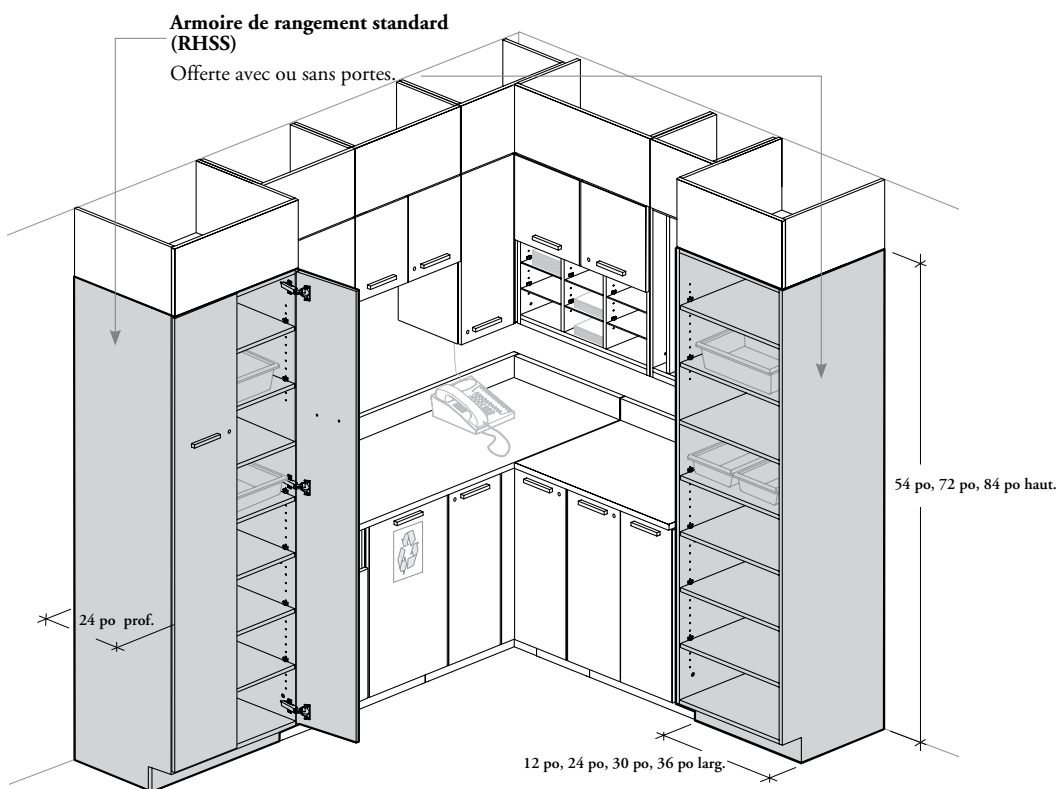 Armoire de rangement standard
(RHSS)
Offerte avec ou sans portes.
54 po, 72 po, 84 po haut.
24 po prof.
12 po, 24 po, 30 po, 36 po larg.